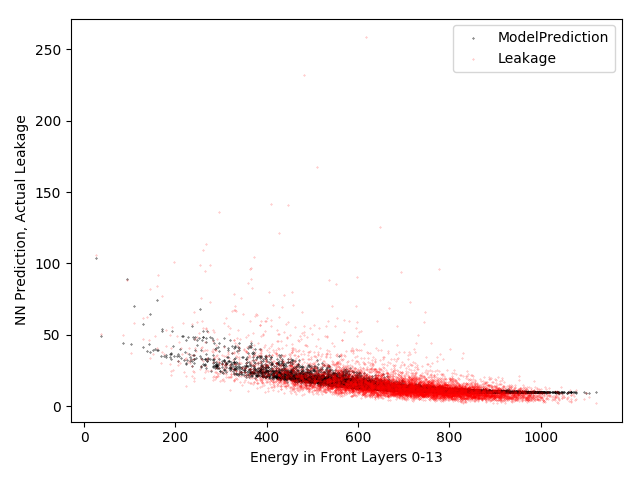 ModelPrediction
Leakage
NN Prediction, Actual Leakage
250
200
150
100
50
0
0 200 400 600 800 1000
Energy in Front Layers 0-13